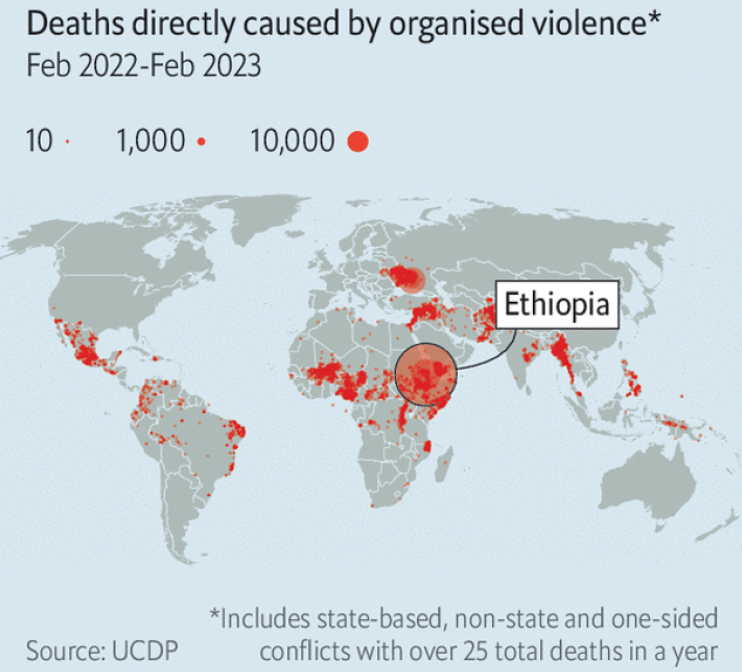 Deaths directly caused by organised violence*
Feb 2022-Feb 2023
10 1,000 10,000
Ethiopia
*Includes state-based, non-state and one-sided
Source: UCDP conflicts with over 25 total deaths in a year